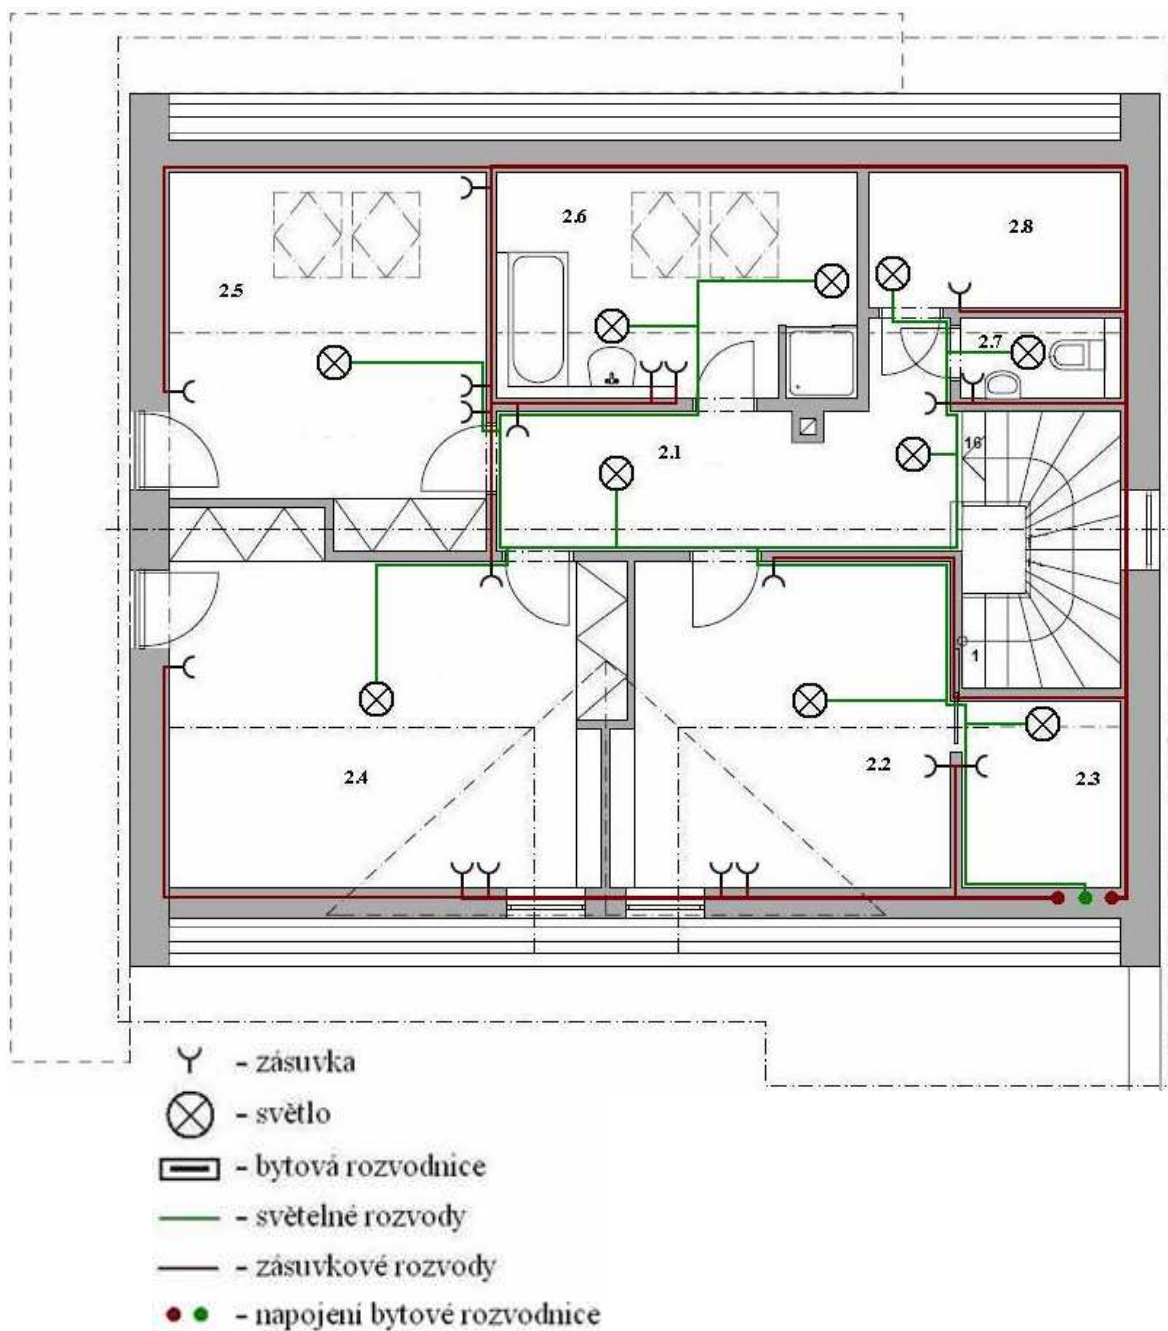 2.6
2.8
2.5
2.7
2.1
16
1
2.2
2.3
2.4
- zásuvka
- světlo
- bytová rozvodnice
- světelné rozvody
- zásuvkové rozvody
- napojení bytové rozvodnice